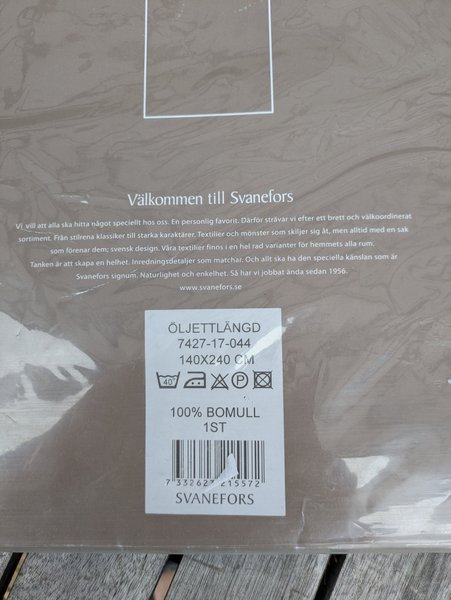 Välkommen till Svanefors
Vi vill att alla ska hitta något speciellt hos oss. En personlig favorit. Därför strävar vi efter ett brett och välkoordinerat
sortiment. Från stilrena klassiker till starka karaktärer. Textilier och mönster som skiljer sig åt, men alltid med en sak
som förenar dem; svensk design. Våra textilier finns i en hel rad varianter för hemmets alla rum.
Tanken är att skapa en helhet. Inredningsdetaljer som matchar. Och allt ska ha den speciella känslan som är
Svanefors signum. Naturlighet och enkelhet. Så har vi jobbat ända sedan 1956.
www.svanefors.se
ÖLJETTLÄNGD
7427-17-044
140X240 CM
40°
P
100% BOMULL
1ST
7 332627 215572
SVANEFORS